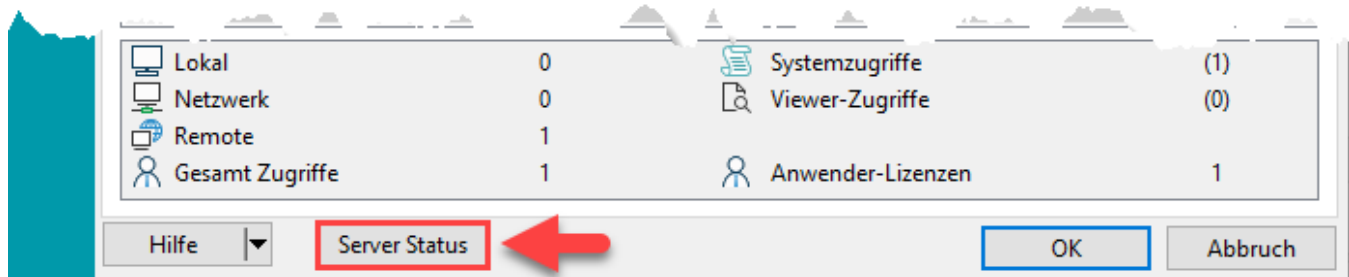 Lokal 0 Systemzugriffe (1)
Netzwerk 0 Viewer-Zugriffe (0)
Remote 1
Gesamt Zugriffe 1 Anwender-Lizenzen 1
Hilfe Server Status OK Abbruch